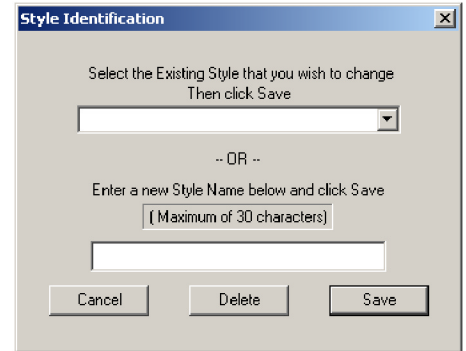 Style Identification
Select the Existing Style that you wish to change
Then click Save
-- OR --
Enter a new Style Name below and click Save
( Maximum of 30 characters)
Cancel Delete Save